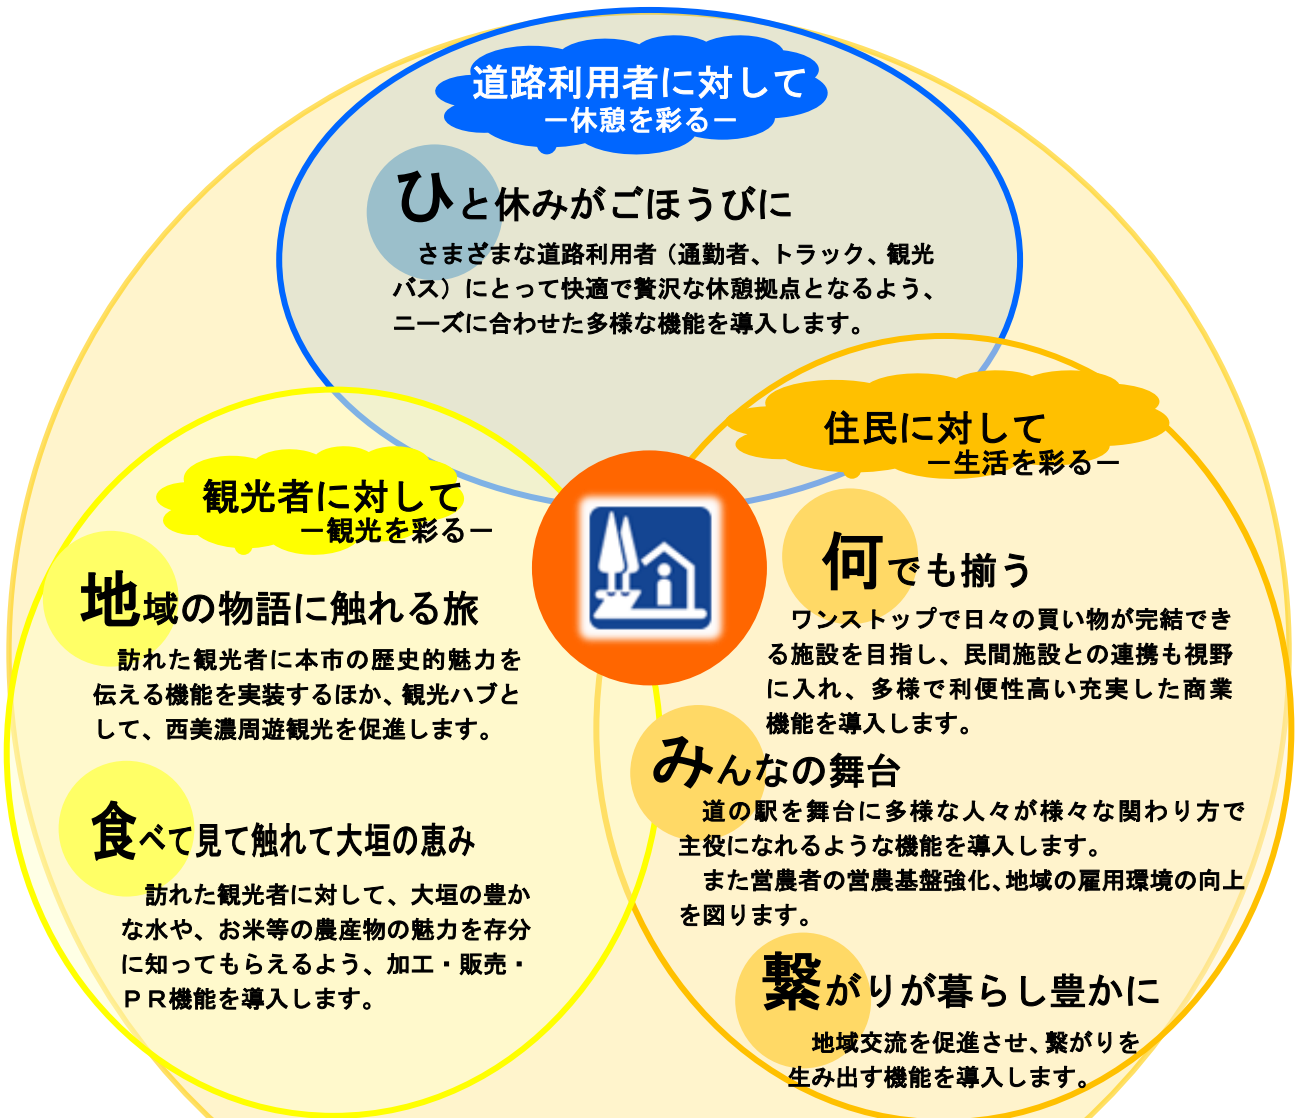 道路利用者に対して
－休憩を彩る－
ひと休みがごほうびに
さまざまな道路利用者（通勤者、トラック、観光
バス）にとって快適で贅沢な休憩拠点となるよう、
ニーズに合わせた多様な機能を導入します。
観光者に対して
－観光を彩る－
地域の物語に触れる旅
訪れた観光者に本市の歴史的魅力を
伝える機能を実装するほか、観光ハブと
して、西美濃周遊観光を促進します。
食べて見て触れて大垣の恵み
訪れた観光者に対して、大垣の豊か
な水や、お米等の農産物の魅力を存分
に知ってもらえるよう、加工・販売・
ＰＲ機能を導入します。
住民に対して
－生活を彩る－
何でも揃う
ワンストップで日々の買い物が完結でき
る施設を目指し、民間施設との連携も視野
に入れ、多様で利便性高い充実した商業
機能を導入します。
みんなの舞台
道の駅を舞台に多様な人々が様々な関わり方で
主役になれるような機能を導入します。
また営農者の営農基盤強化、地域の雇用環境の向上
を図ります。
繋がりが暮らし豊かに
地域交流を促進させ、繋がりを
生み出す機能を導入します。